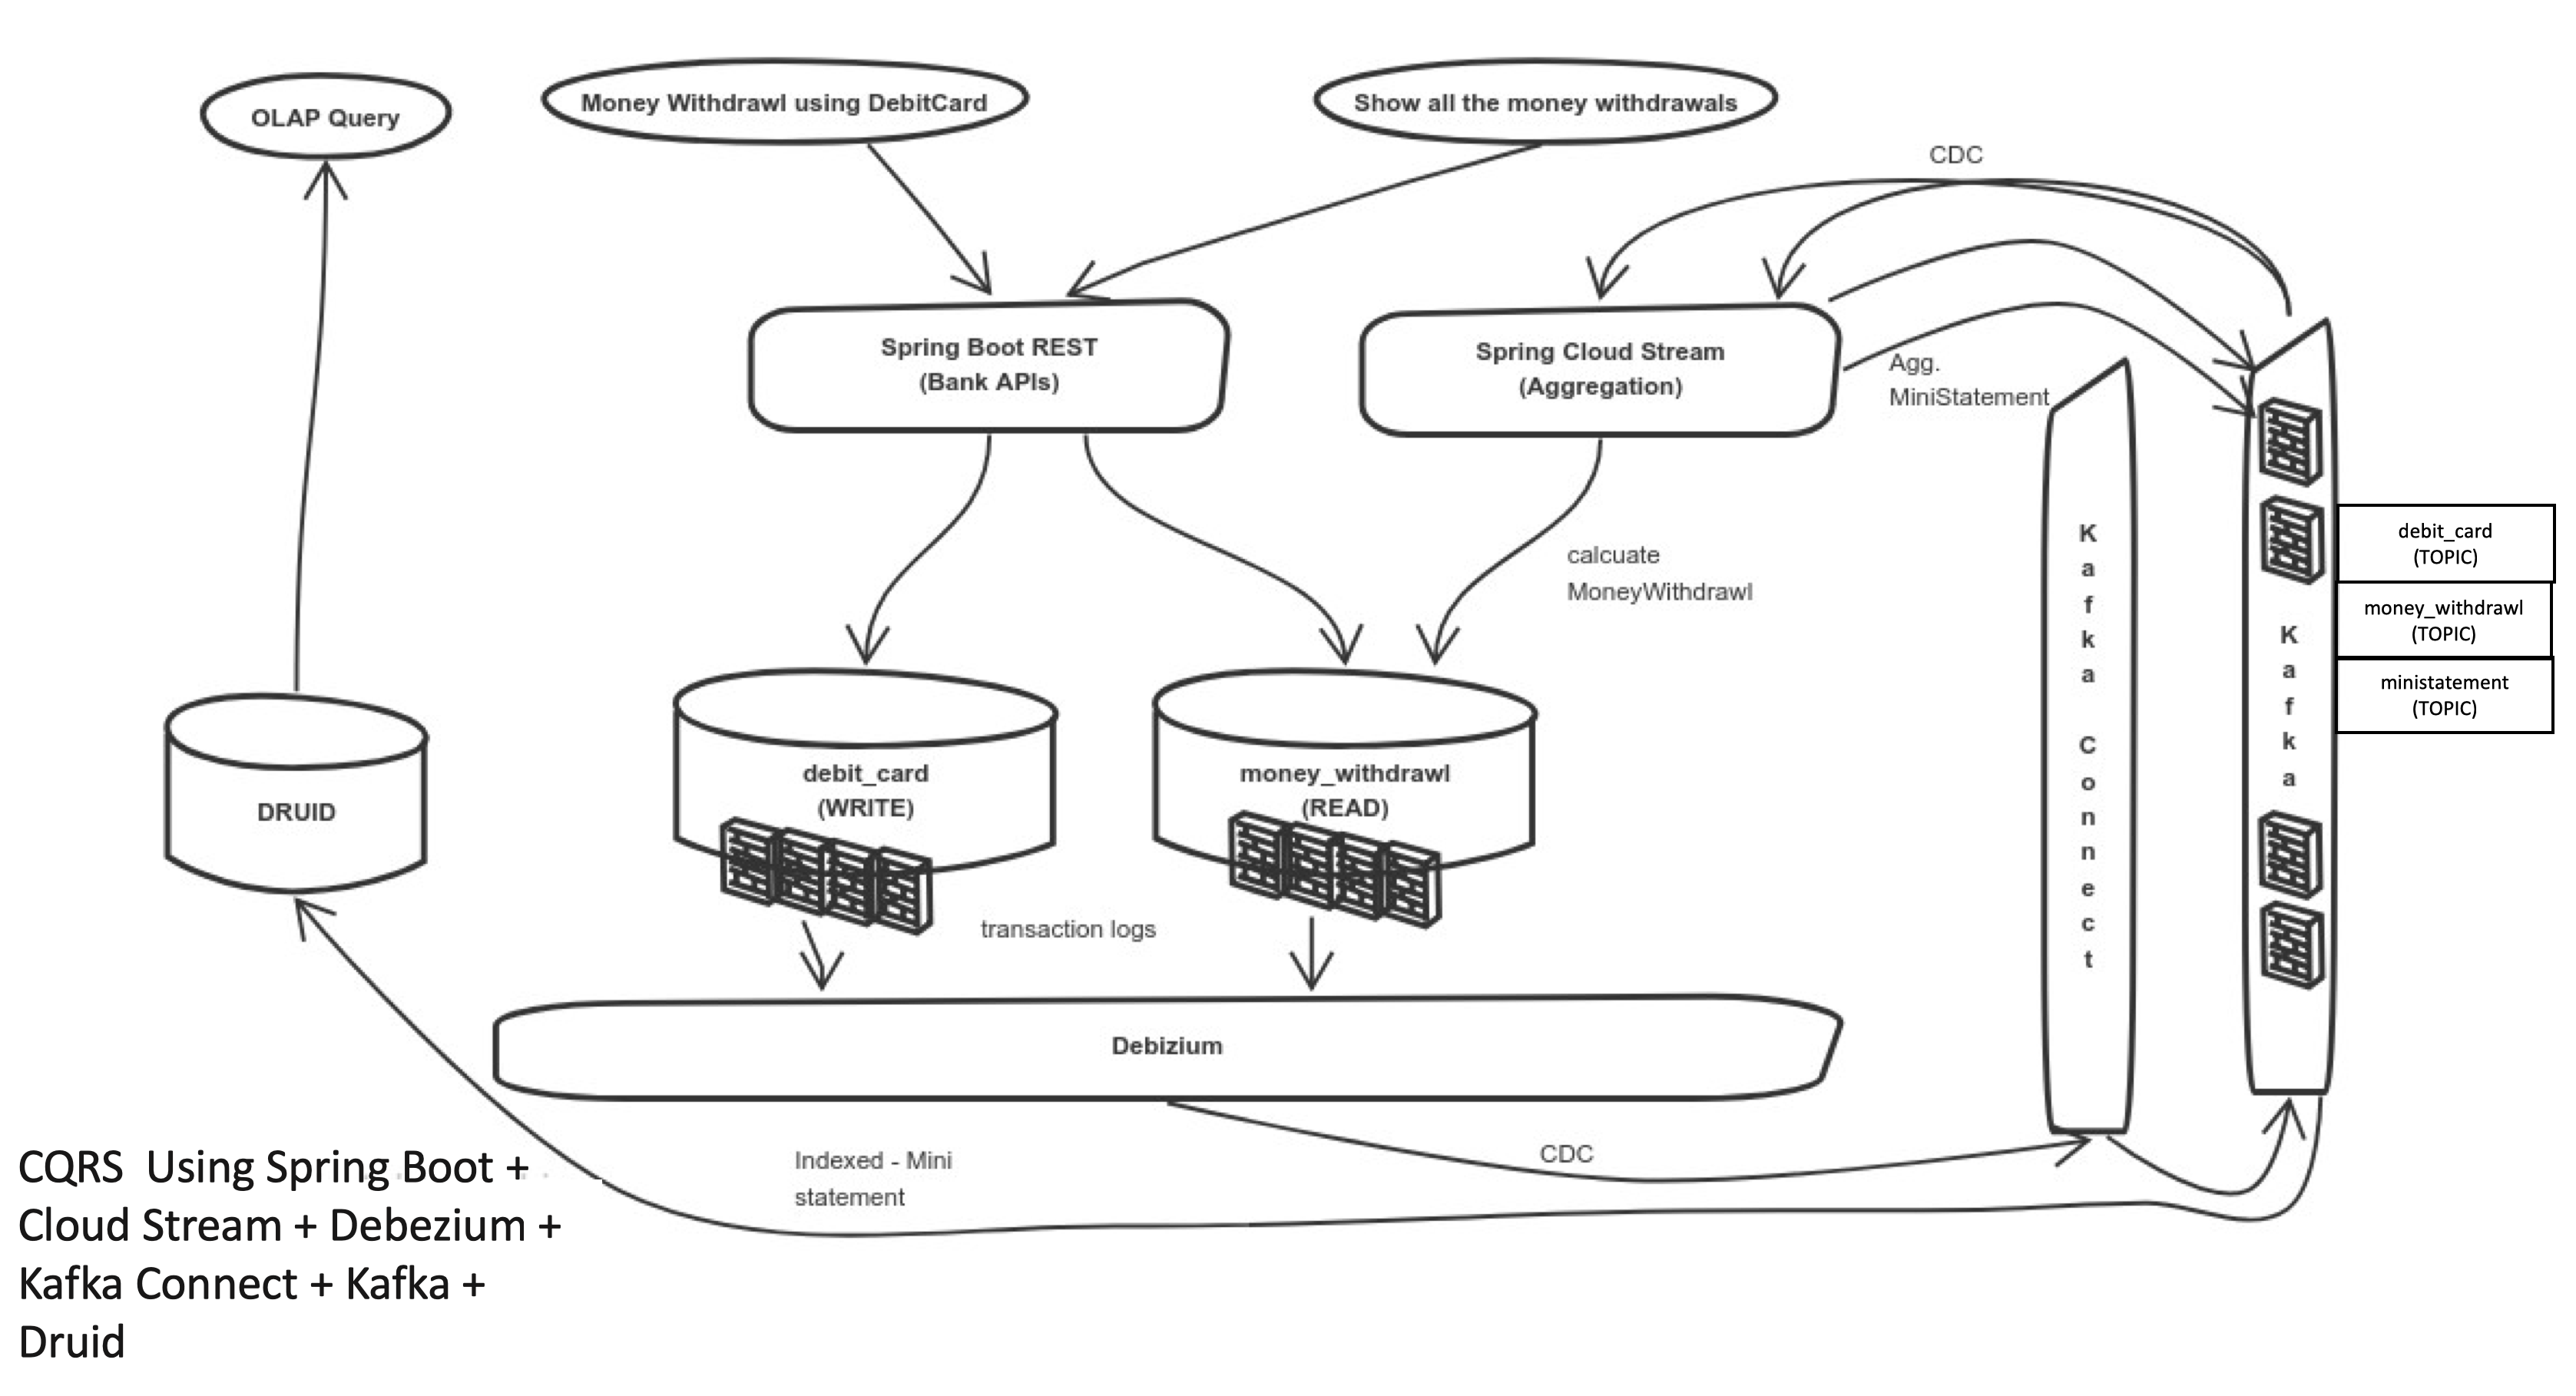 OLAP Query
Money Withdrawl using DebitCard
Show all the money withdrawals
CDC
Spring Boot REST
(Bank APIs)
Spring Cloud Stream
(Aggregation)
Agg.
MiniStatement
calcuate
MoneyWithdrawl
Kafka Connect
Kafka
debit_card
(TOPIC)
money_withdrawl
(TOPIC)
ministatement
(TOPIC)
DRUID
debit_card
(WRITE)
money_withdrawl
(READ)
transaction logs
Debizium
CDC
Indexed - Mini
statement
CQRS Using Spring Boot +
Cloud Stream + Debezium +
Kafka Connect + Kafka +
Druid